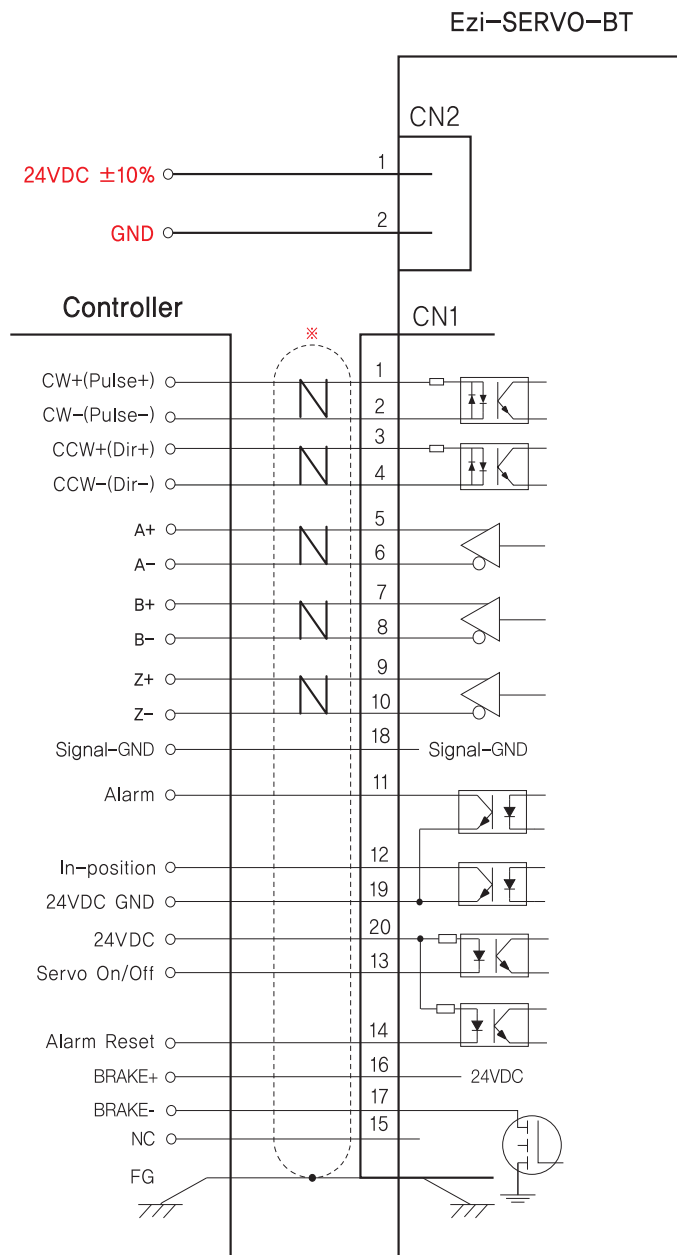 Ezi-SERVO-BT
CN2
24VDC ±10% 1
GND 2
Controller
CN1
※
CW+(Pulse+) 1
CW-(Pulse-) 2
CCW+(Dir+) 3
CCW-(Dir-) 4
A+ 5
A- 6
B+ 7
B- 8
Z+ 9
Z- 10
Signal-GND 18 Signal-GND
Alarm 11
In-position 12
24VDC GND 19
24VDC 20
Servo On/Off 13
Alarm Reset 14
BRAKE+ 16 24VDC
BRAKE- 17
NC 15
FG